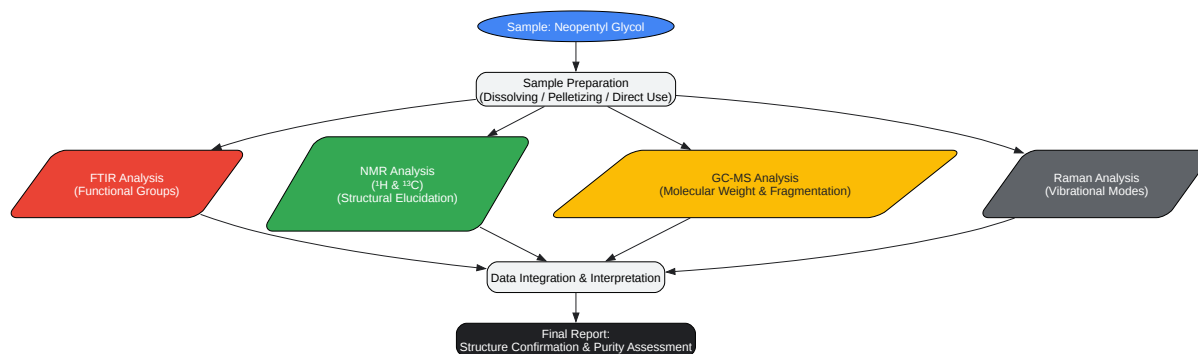 Sample: Neopentyl Glycol
Sample Preparation
(Dissolving / Pelletizing / Direct Use)
FTIR Analysis
(Functional Groups)
NMR Analysis
(¹H & ¹³C)
(Structural Elucidation)
GC-MS Analysis
(Molecular Weight & Fragmentation)
Raman Analysis
(Vibrational Modes)
Data Integration & Interpretation
Final Report:
Structure Confirmation & Purity Assessment